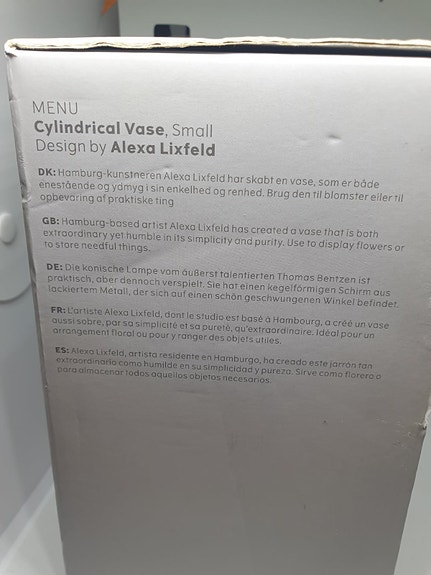 MENU
Cylindrical Vase, Small
Design by Alexa Lixfeld
DK: Hamburg-kunstneren Alexa Lixfeld har skabt en vase, som er både
enestående og ydmyg i sin enkelhed og renhed. Brug den til blomster eller til
opbevaring af praktiske ting
GB: Hamburg-based artist Alexa Lixfeld has created a vase that is both
extraordinary yet humble in its simplicity and purity. Use to display flowers or
to store needful things.
DE: Die konische Lampe vom äußerst talentierten Thomas Bentzen ist
praktisch, aber dennoch verspielt. Sie hat einen kegelförmigen Schirm aus
lackiertem Metall, der sich auf einen schön geschwungenen Winkel befindet.
FR: L'artiste Alexa Lixfeld, dont le studio est basé à Hambourg, a créé un vase
aussi sobre, par sa simplicité et sa pureté, qu'extraordinaire. Idéal pour un
arrangement floral ou pour y ranger des objets utiles.
ES: Alexa Lixfeld, artista residente en Hamburgo, ha creado este jarrón tan
extraordinario como humilde en su simplicidad y pureza. Sirve como florero o
para almacenar todos aquellos objetos necesarios.